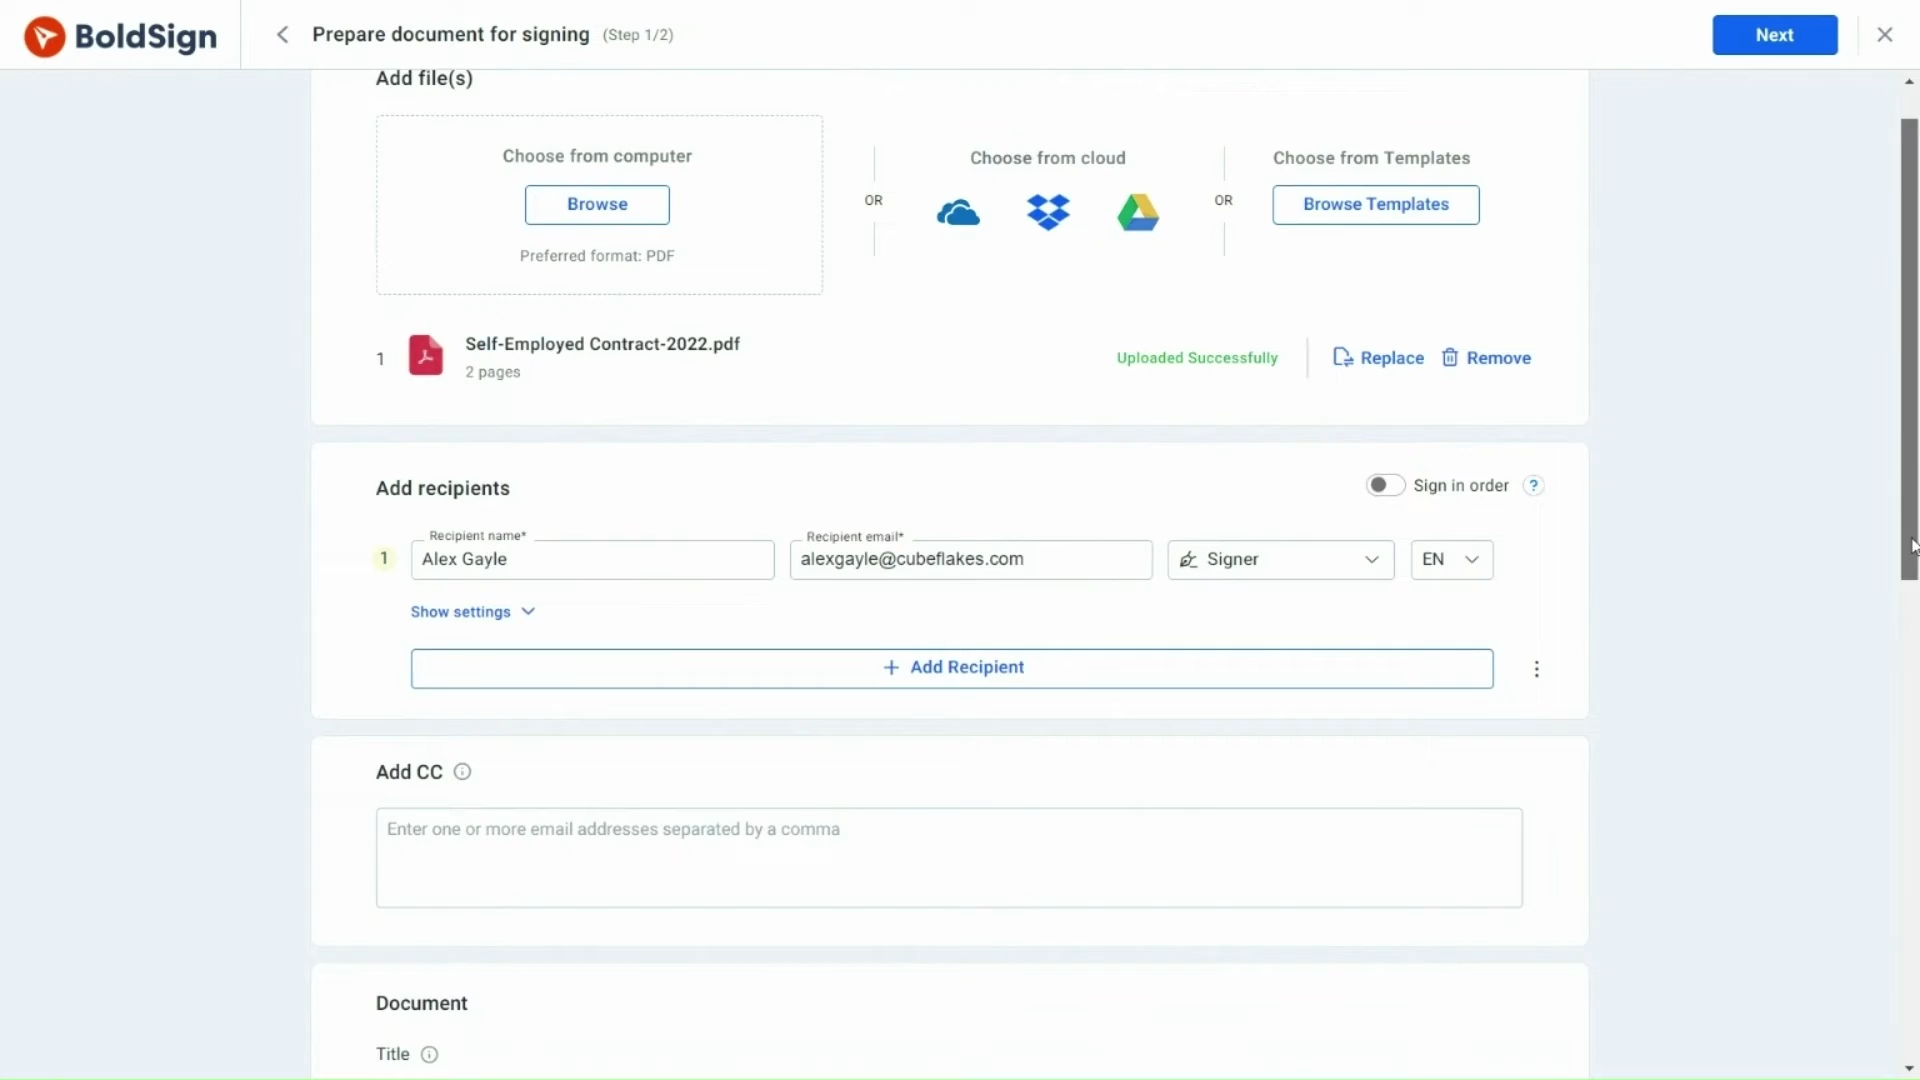 BoldSign
Prepare document for signing (Step 1/2)
Next
Add file(s)
Choose from computer
Browse
Preferred format: PDF
OR
Choose from cloud
OR
Choose from Templates
Browse Templates
1
Self-Employed Contract-2022.pdf
2 pages
Uploaded Successfully
Replace
Remove
Add recipients
Sign in order ?
1
Recipient name*
Alex Gayle
Recipient email*
alexgayle@cubeflakes.com
Signer
EN
Show settings
+ Add Recipient
Add CC
Enter one or more email addresses separated by a comma
Document
Title